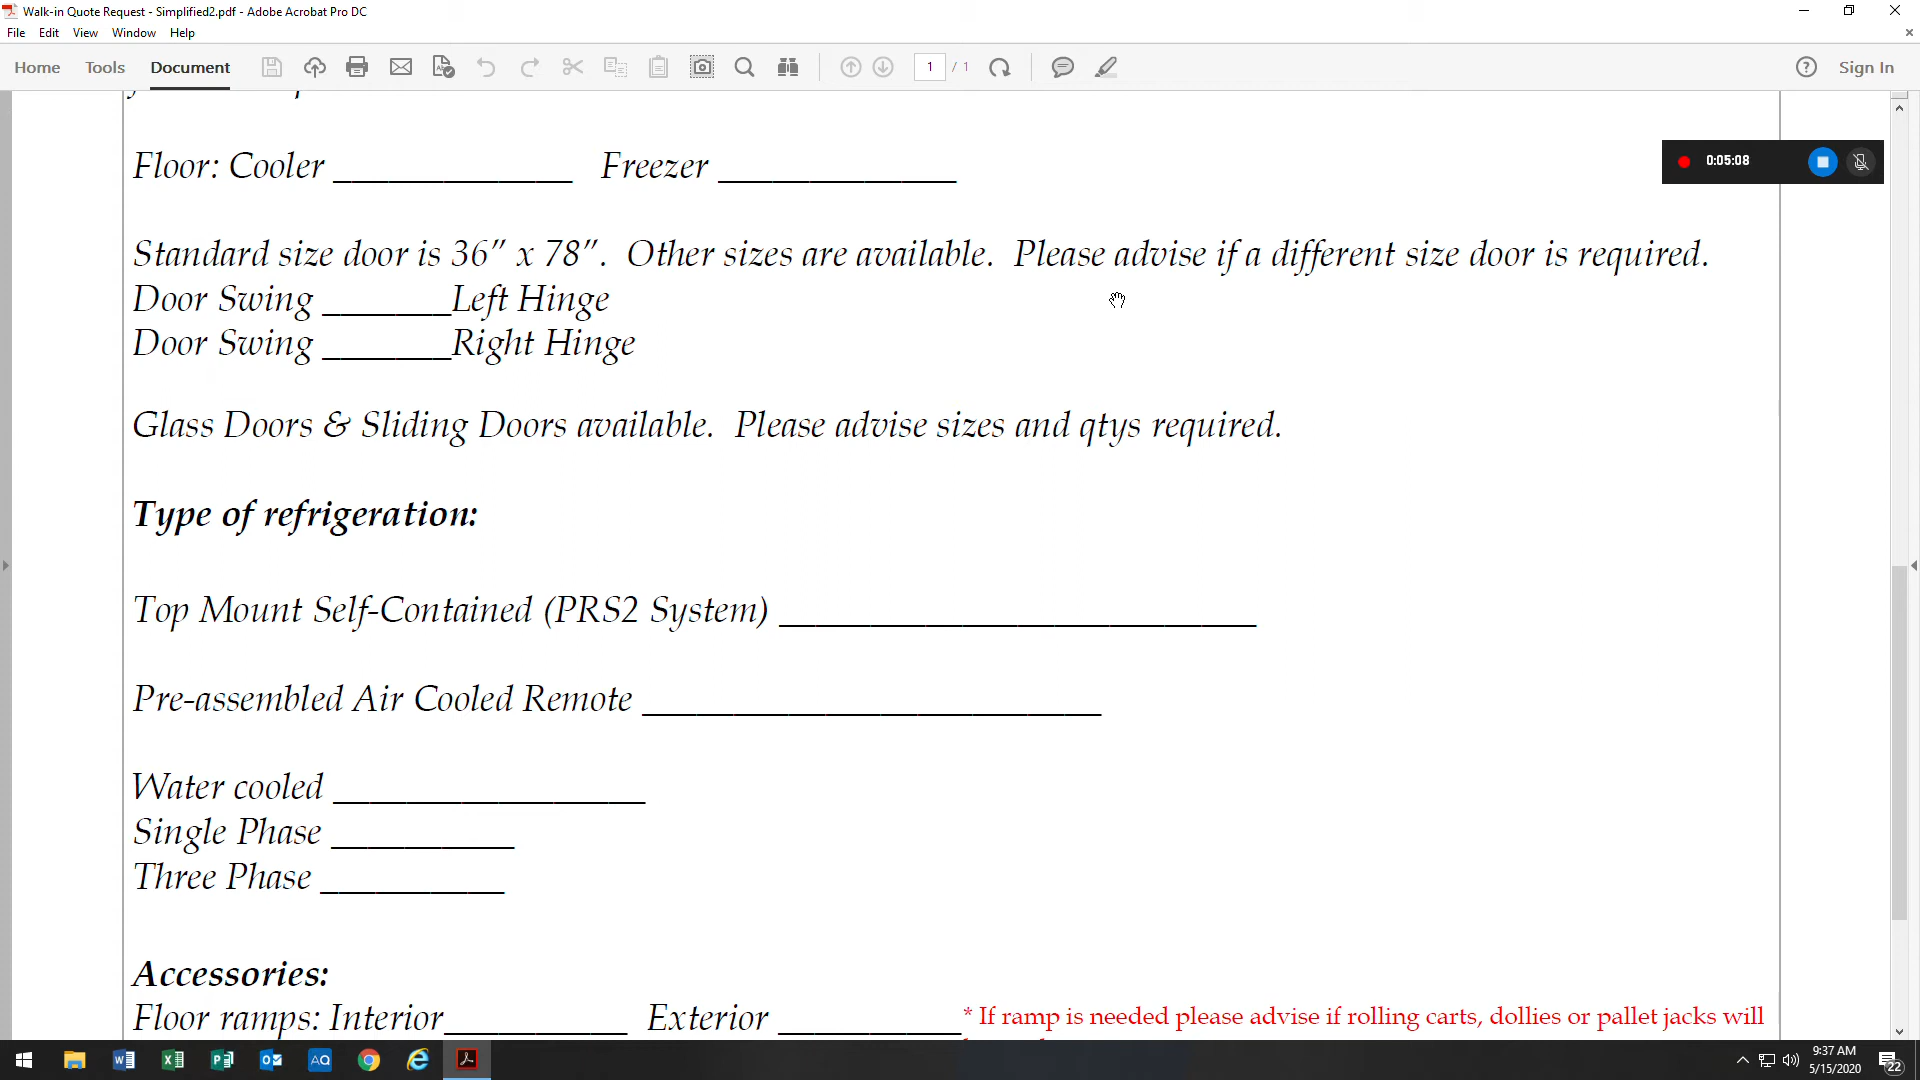 Walk-in Quote Request - Simplified2.pdf - Adobe Acrobat Pro DC
File Edit View Window Help
Home Tools Document 1 / 1 Sign In
Floor: Cooler _____________ Freezer _____________
0:05:08
Standard size door is 36” x 78”. Other sizes are available. Please advise if a different size door is required.
Door Swing _______Left Hinge
Door Swing _______Right Hinge
Glass Doors & Sliding Doors available. Please advise sizes and qtys required.
Type of refrigeration:
Top Mount Self-Contained (PRS2 System) __________________________
Pre-assembled Air Cooled Remote _________________________
Water cooled _________________
Single Phase __________
Three Phase __________
Accessories:
Floor ramps: Interior__________ Exterior __________* If ramp is needed please advise if rolling carts, dollies or pallet jacks will
9:37 AM
5/15/2020
22